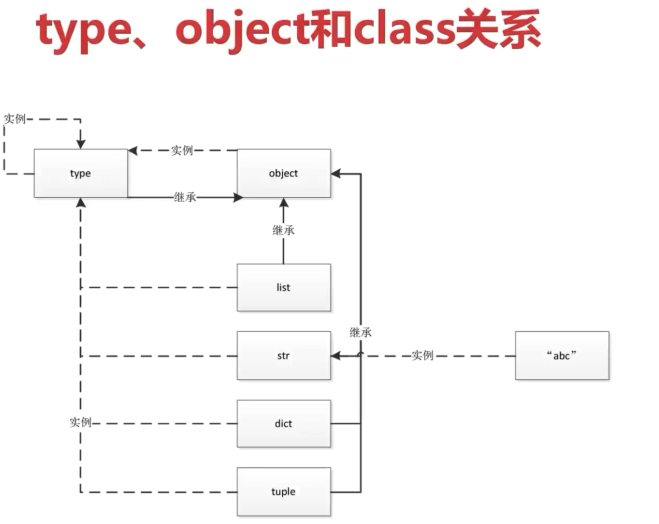 type、object和class关系
实例
实例
type
object
继承
继承
list
继承
str
实例
“abc”
实例
dict
tuple